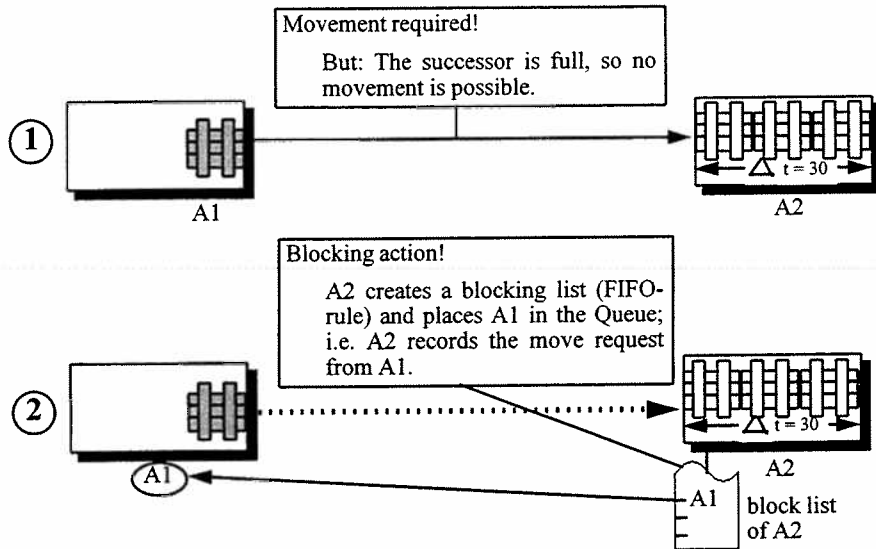 Movement required!
But: The successor is full, so no
movement is possible.
1
A1
△ t = 30
A2
Blocking action!
A2 creates a blocking list (FIFO-
rule) and places A1 in the Queue;
i.e. A2 records the move request
from A1.
2
△ t = 30
A1
A2
A1
block list
of A2